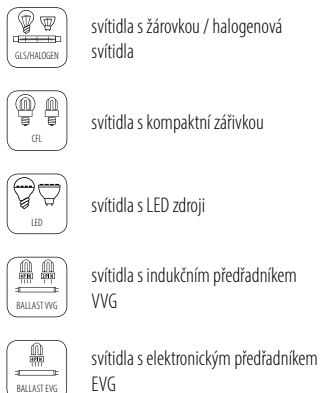 GLS/HALOGEN
svítidla s žárovkou / halogenová
svítidla
CFL
svítidla s kompaktní zářivkou
LED
svítidla s LED zdroji
BALLAST VVG
svítidla s indukčním předřadníkem
VVG
BALLAST EVG
svítidla s elektronickým předřadníkem
EVG